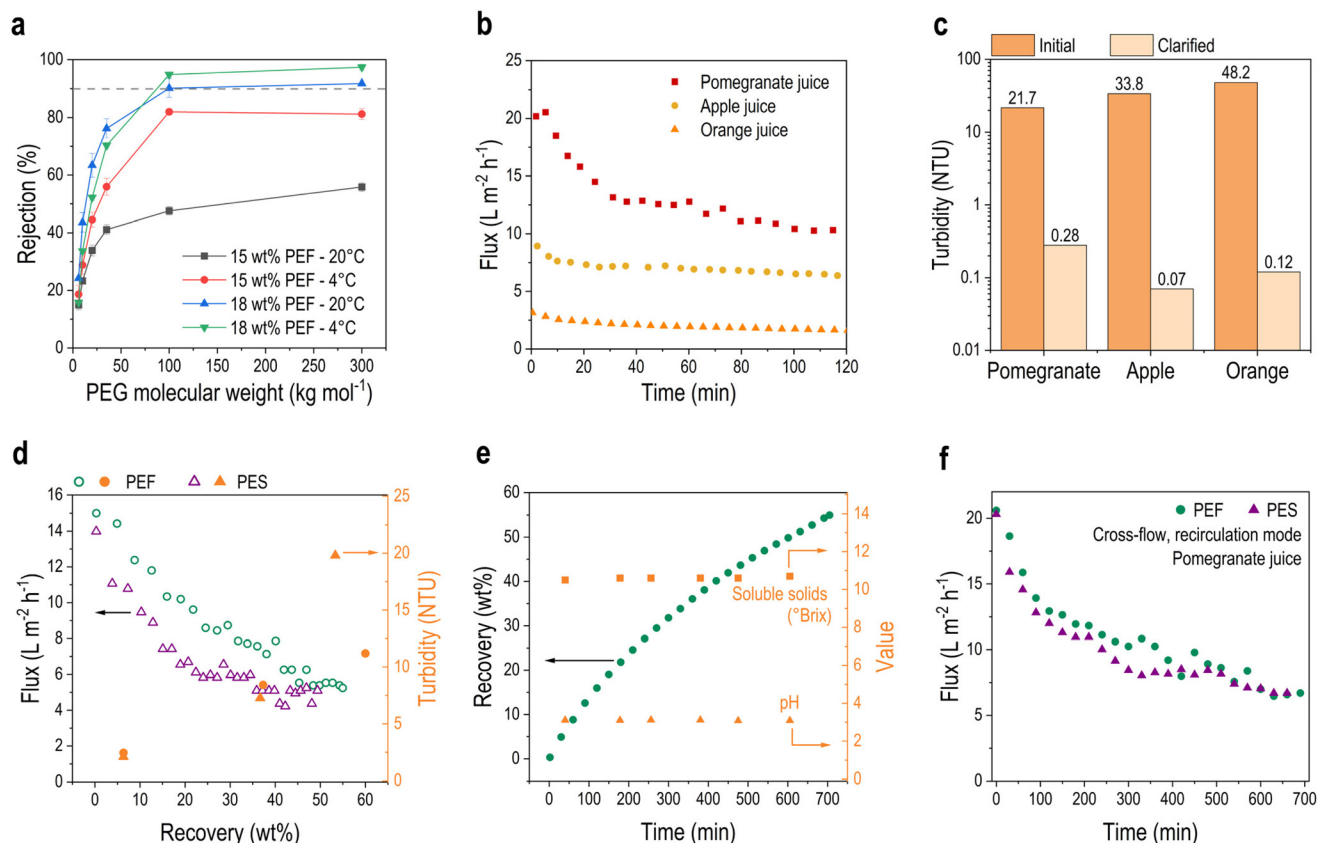 a
Rejection (%)
100
80
60
40
20
0
15 wt% PEF - 20°C
15 wt% PEF - 4°C
18 wt% PEF - 20°C
18 wt% PEF - 4°C
0 50 100 150 200 250 300
PEG molecular weight (kg mol⁻¹)
b
Flux (L m⁻² h⁻¹)
25
20
15
10
5
0
Pomegranate juice
Apple juice
Orange juice
0 20 40 60 80 100 120
Time (min)
c
Initial Clarified
Turbidity (NTU)
100
10
1
0.1
0.01
21.7 33.8 48.2
0.28 0.07 0.12
Pomegranate Apple Orange
d
PEF PES
Flux (L m⁻² h⁻¹)
16
14
12
10
8
6
4
2
0
25
20
15
10
5
0
Turbidity (NTU)
0 10 20 30 40 50 60
Recovery (wt%)
e
Recovery (wt%)
60
50
40
30
20
10
0
Soluble solids
(°Brix)
pH
14
12
10
8
6
4
2
0
Value
0 100 200 300 400 500 600 700
Time (min)
f
Flux (L m⁻² h⁻¹)
20
15
10
5
0
PEF PES
Cross-flow, recirculation mode
Pomegranate juice
0 100 200 300 400 500 600 700
Time (min)